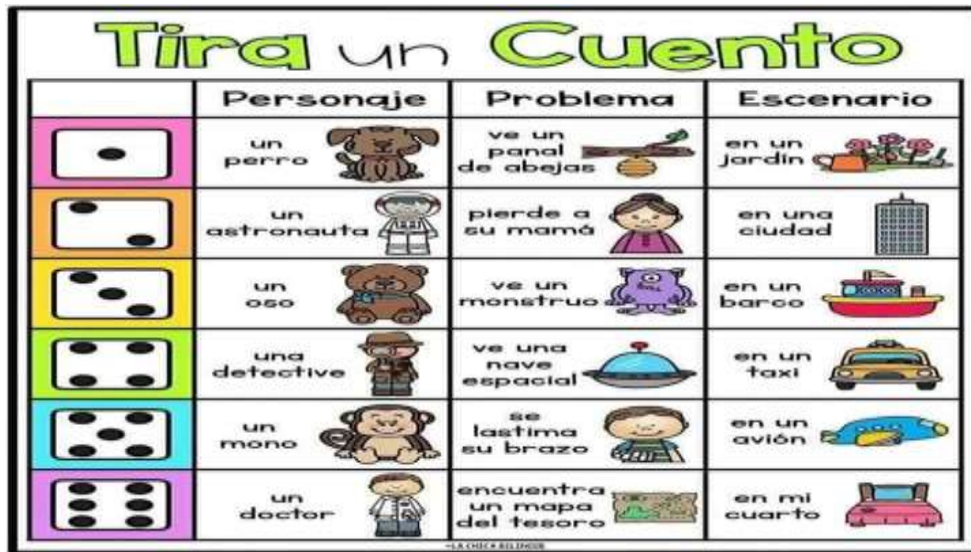 Tira un Cuento
Personaje Problema Escenario
un
perro
ve un
panal
de abejas
en un
jardín
un
astronauta
pierde a
su mamá
en una
ciudad
un
oso
ve un
monstruo
en un
barco
una
detective
ve una
nave
espacial
en un
taxi
un
mono
se
lastima
su brazo
en un
avión
un
doctor
encuentra
un mapa
del tesoro
en mi
cuarto
LA CHICA BILINGÜE